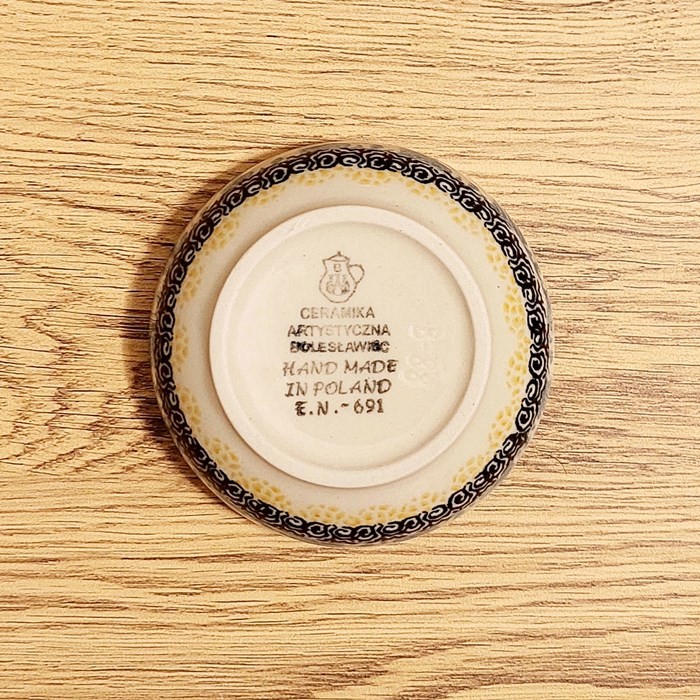 CERAMIKA
ARTYSTYCZNA
BOLESŁAWIEC
HAND MADE
IN POLAND
E.N.-691